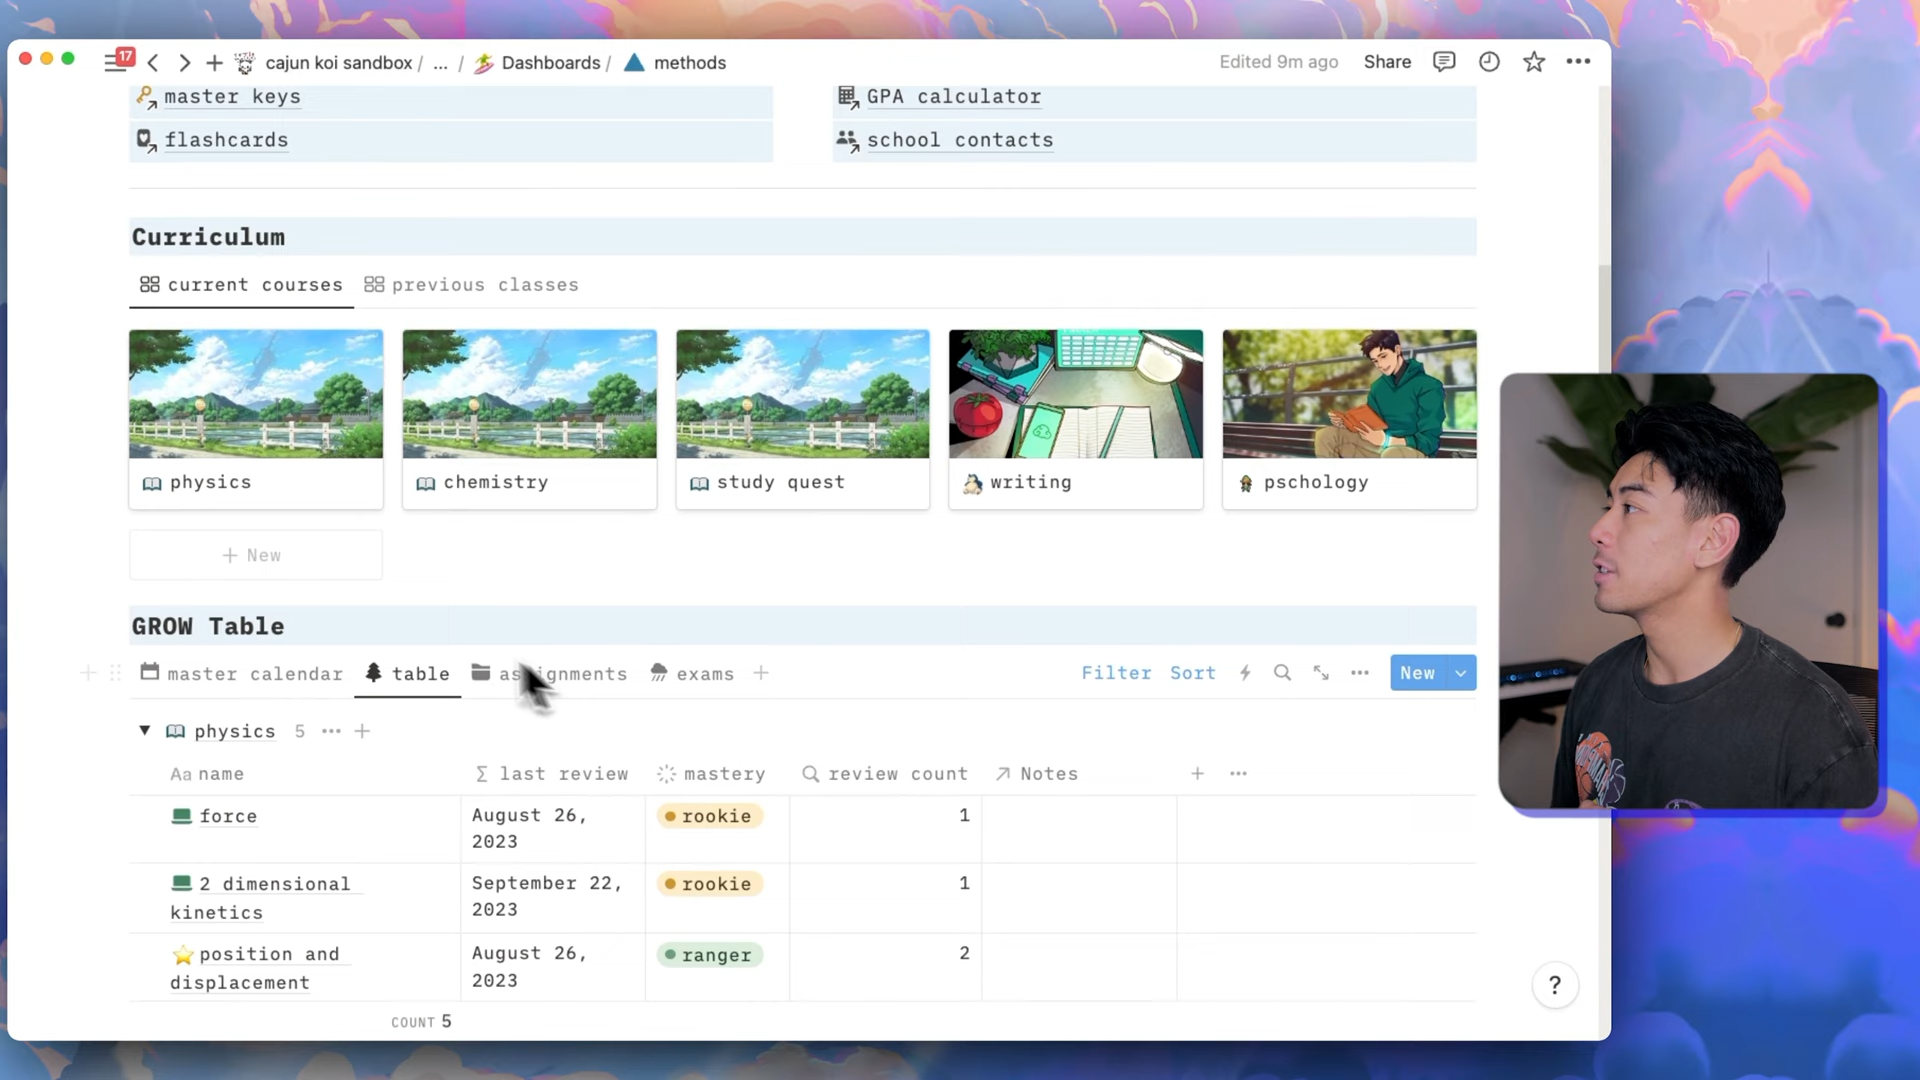 17 cajun koi sandbox / ... / Dashboards / methods Edited 9m ago Share
master keys GPA calculator
flashcards school contacts
Curriculum
current courses previous classes
physics chemistry study quest writing pschology
+ New
GROW Table
master calendar table assignments exams + Filter Sort New
physics 5 ... +
Aa name Σ last review mastery review count Notes + ...
force August 26, 2023 rookie 1
2 dimensional kinetics September 22, 2023 rookie 1
position and displacement August 26, 2023 ranger 2
COUNT 5
?